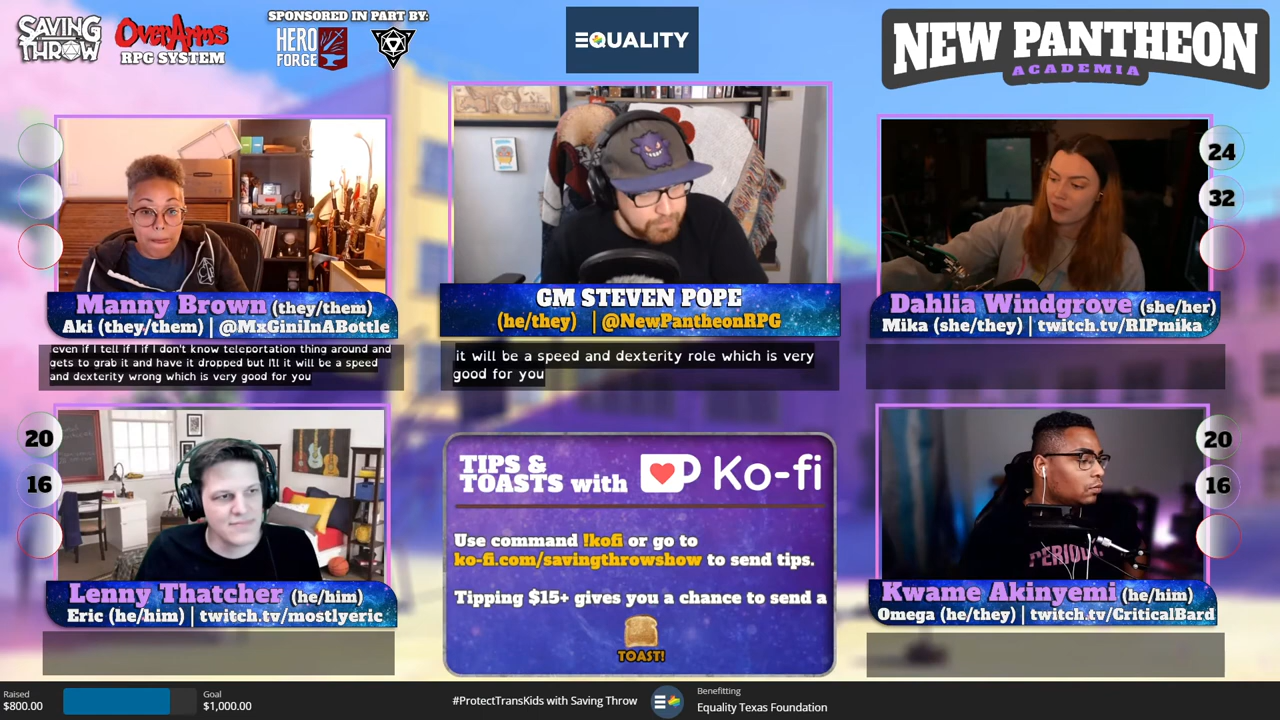 SAVING THROW
OVERARMS
RPG SYSTEM
SPONSORED IN PART BY:
HERO FORGE
EQUALITY
NEW PANTHEON
ACADEMIA
24
32
Manny Brown (they/them)
Aki (they/them) | @MxGiniInABottle
even if I tell if I if I don't know teleportation thing around and
gets to grab it and have it dropped but I'll it will be a speed
and dexterity wrong which is very good for you
GM STEVEN POPE
(he/they) | @NewPantheonRPG
it will be a speed and dexterity role which is very
good for you
Dahlia Windgrove (she/her)
Mika (she/they) | twitch.tv/RIPmika
20
16
Lenny Thatcher (he/him)
Eric (he/him) | twitch.tv/mostlyeric
TIPS &
TOASTS with Ko-fi
Use command !kofi or go to
ko-fi.com/savingthrowshow to send tips.
Tipping $15+ gives you a chance to send a
TOAST!
20
16
PERIOD
Kwame Akinyemi (he/him)
Omega (he/they) | twitch.tv/CriticalBard
Raised
$800.00
Goal
$1,000.00
#ProtectTransKids with Saving Throw
Benefitting
Equality Texas Foundation